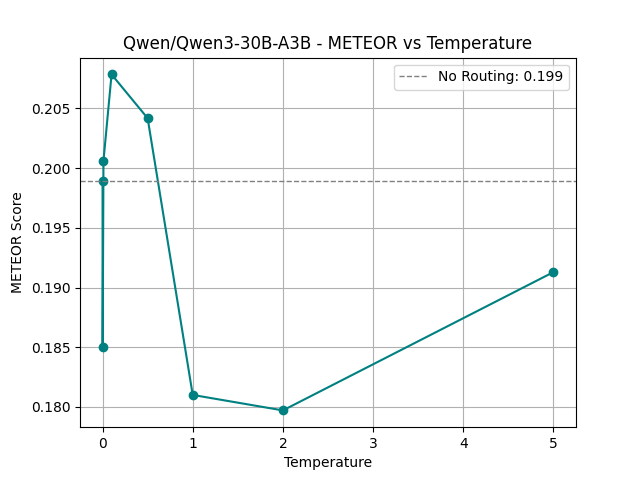 Qwen/Qwen3-30B-A3B - METEOR vs Temperature
No Routing: 0.199
METEOR Score
0.205
0.200
0.195
0.190
0.185
0.180
0 1 2 3 4 5
Temperature